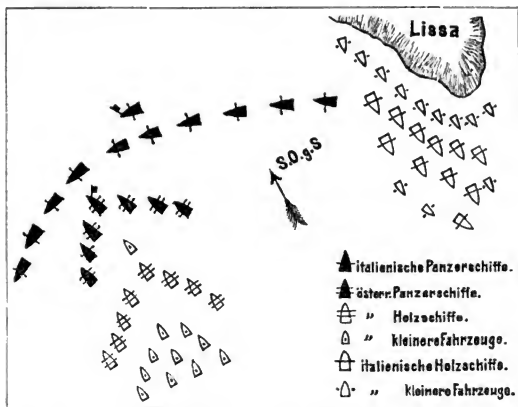 Lissa
S.O.g.S
italienische Panzerschiffe.
österr. Panzerschiffe.
„ Holzschiffe.
„ kleinere Fahrzeuge.
italienische Holzschiffe.
„ kleinere Fahrzeuge.